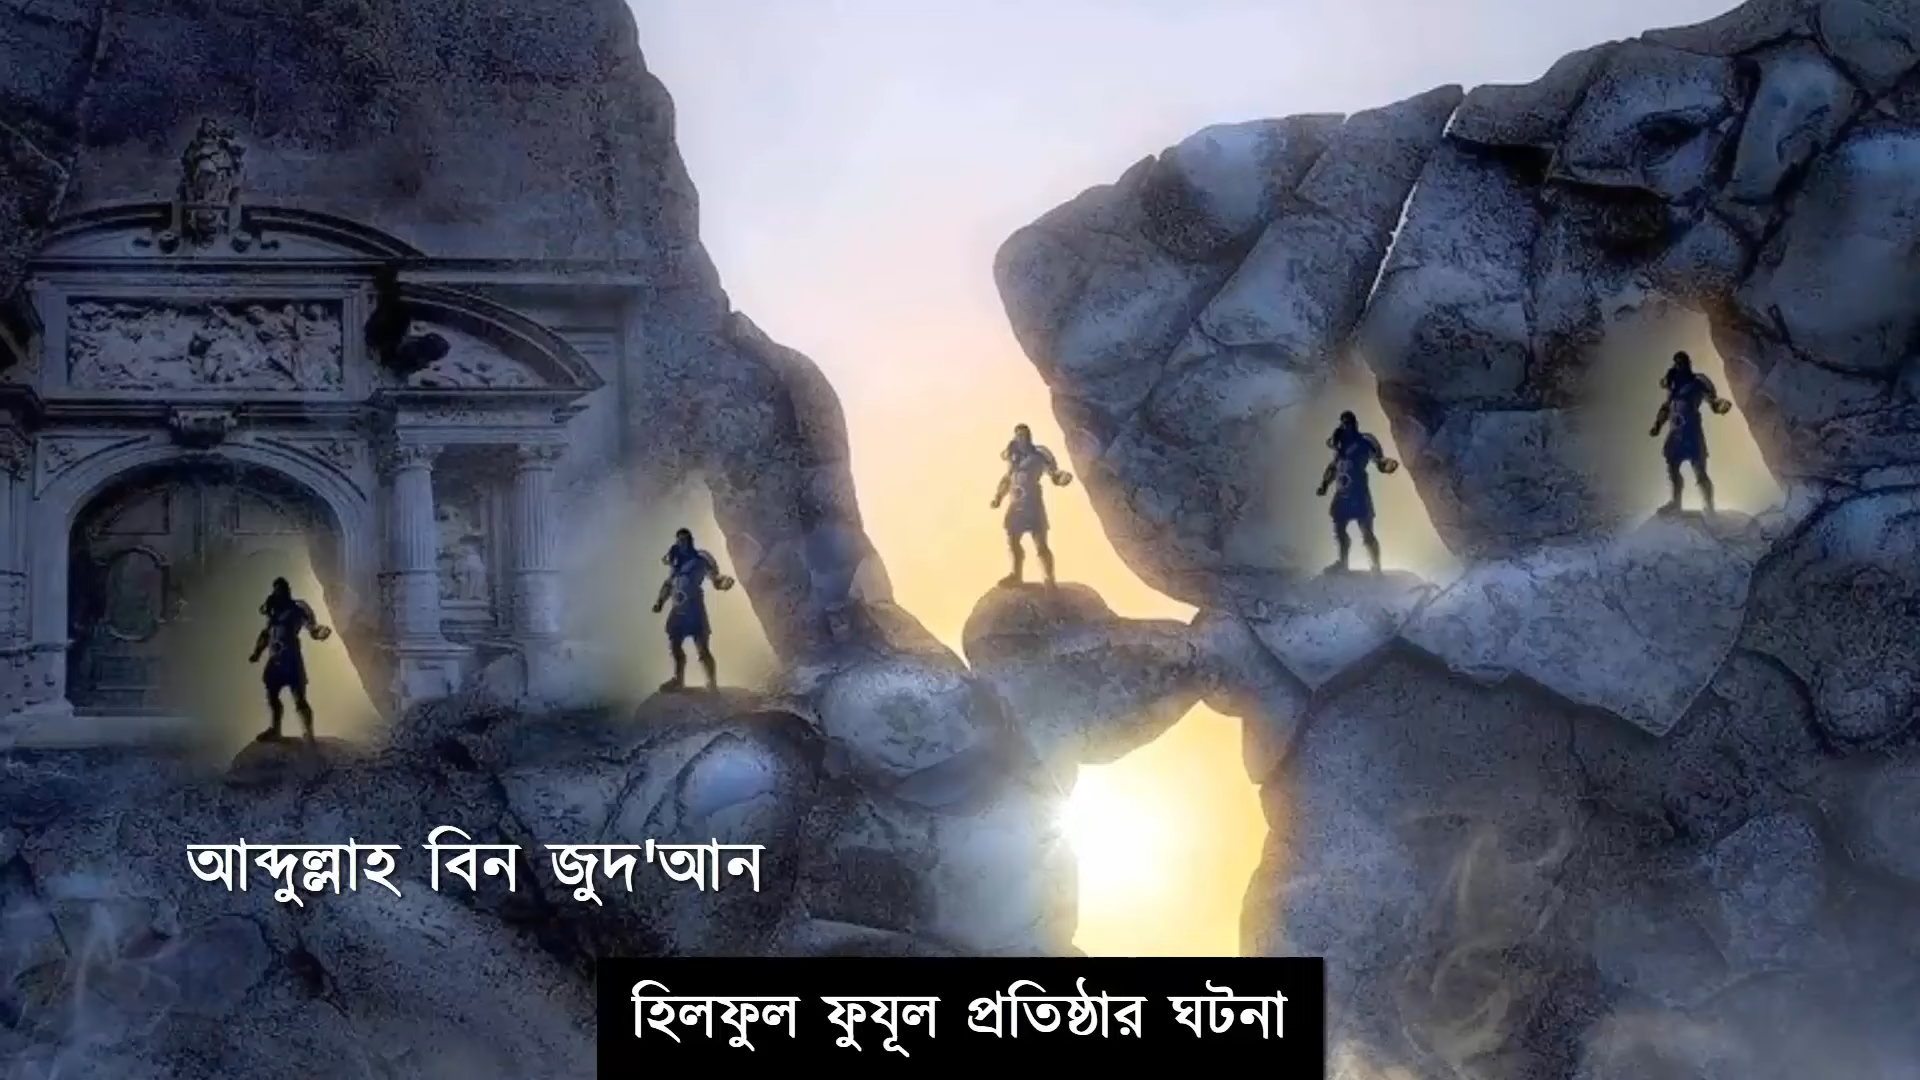 আব্দুল্লাহ বিন জুদ'আন
হিলফুল ফুযূল প্রতিষ্ঠার ঘটনা